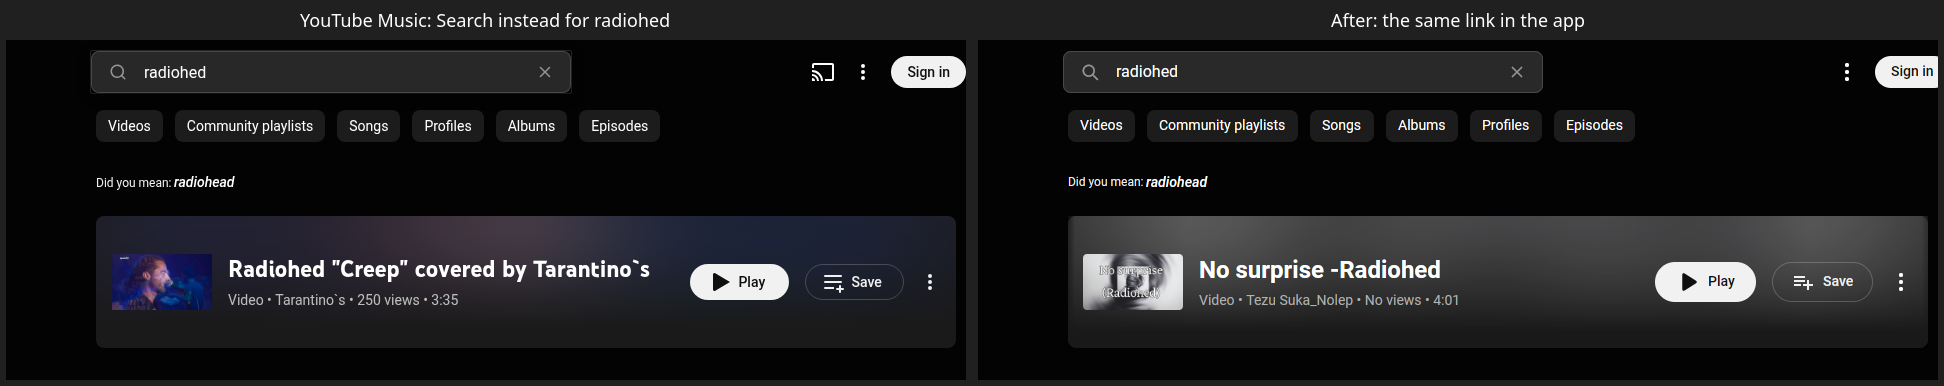 YouTube Music: Search instead for radiohed
radiohed
Sign in
Videos
Community playlists
Songs
Profiles
Albums
Episodes
Did you mean: radiohead
Radiohed "Creep" covered by Tarantino`s
Video • Tarantino`s • 250 views • 3:35
Play
Save
After: the same link in the app
radiohed
Sign in
Videos
Community playlists
Songs
Albums
Profiles
Episodes
Did you mean: radiohead
No surprise
(Radiohed)
No surprise -Radiohed
Video • Tezu Suka_Nolep • No views • 4:01
Play
Save